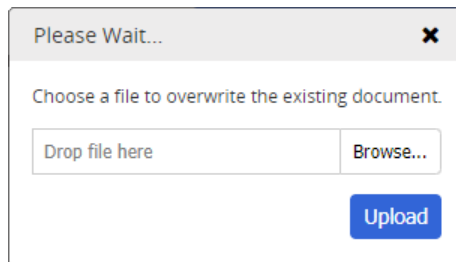 Please Wait...
Choose a file to overwrite the existing document.
Drop file here
Browse...
Upload